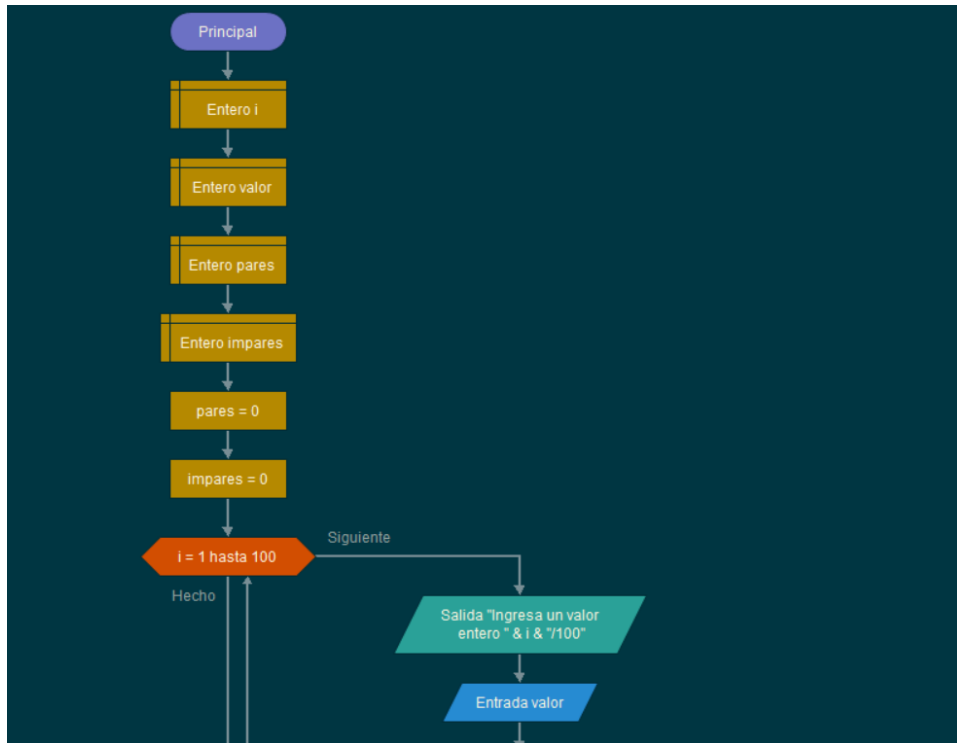 Principal
Entero i
Entero valor
Entero pares
Entero impares
pares = 0
impares = 0
i = 1 hasta 100
Siguiente
Hecho
Salida "Ingresa un valor
entero " & i & "/100"
Entrada valor